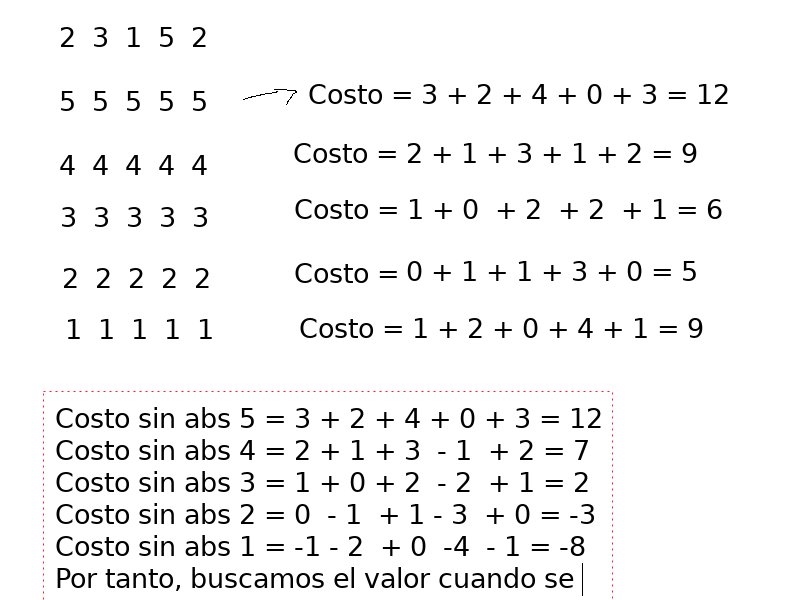 2 3 1 5 2
5 5 5 5 5 Costo = 3 + 2 + 4 + 0 + 3 = 12
4 4 4 4 4 Costo = 2 + 1 + 3 + 1 + 2 = 9
3 3 3 3 3 Costo = 1 + 0 + 2 + 2 + 1 = 6
2 2 2 2 2 Costo = 0 + 1 + 1 + 3 + 0 = 5
1 1 1 1 1 Costo = 1 + 2 + 0 + 4 + 1 = 9
Costo sin abs 5 = 3 + 2 + 4 + 0 + 3 = 12
Costo sin abs 4 = 2 + 1 + 3 - 1 + 2 = 7
Costo sin abs 3 = 1 + 0 + 2 - 2 + 1 = 2
Costo sin abs 2 = 0 - 1 + 1 - 3 + 0 = -3
Costo sin abs 1 = -1 - 2 + 0 -4 - 1 = -8
Por tanto, buscamos el valor cuando se